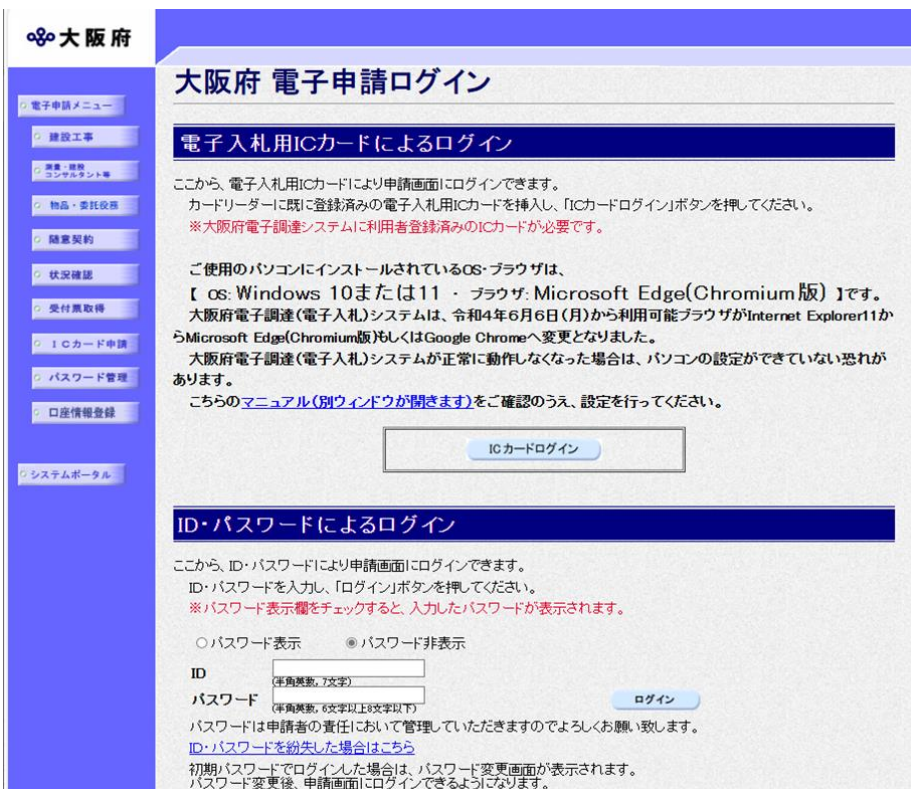 大阪府
電子申請メニュー
建設工事
測量・建設
コンサルタント等
物品・委託役務
随意契約
状況確認
受付票取得
ICカード申請
パスワード管理
口座情報登録
システムポータル
大阪府 電子申請ログイン
電子入札用ICカードによるログイン
ここから、電子入札用ICカードにより申請画面にログインできます。
カードリーダーに既に登録済みの電子入札用ICカードを挿入し、「ICカードログイン」ボタンを押してください。
※大阪府電子調達システムに利用者登録済みのICカードが必要です。
ご使用のパソコンにインストールされているOS・ブラウザは、
【 OS: Windows 10または11 ・ ブラウザ: Microsoft Edge(Chromium版) 】です。
大阪府電子調達(電子入札)システムは、令和4年6月6日(月)から利用可能ブラウザがInternet Explorer11か
らMicrosoft Edge(Chromium版)もしくはGoogle Chromeへ変更となりました。
大阪府電子調達(電子入札)システムが正常に動作しなくなった場合は、パソコンの設定ができていない恐れが
あります。
こちらのマニュアル(別ウィンドウが開きます)をご確認のうえ、設定を行ってください。
ICカードログイン
ID・パスワードによるログイン
ここから、ID・パスワードにより申請画面にログインできます。
ID・パスワードを入力し、「ログイン」ボタンを押してください。
※パスワード表示欄をチェックすると、入力したパスワードが表示されます。
パスワード表示 パスワード非表示
ID
(半角英数, 7文字)
パスワード
(半角英数, 6文字以上8文字以下)
ログイン
パスワードは申請者の責任において管理していただきますのでよろしくお願い致します。
ID・パスワードを紛失した場合はこちら
初期パスワードでログインした場合は、パスワード変更画面が表示されます。
パスワード変更後、申請画面にログインできるようになります。